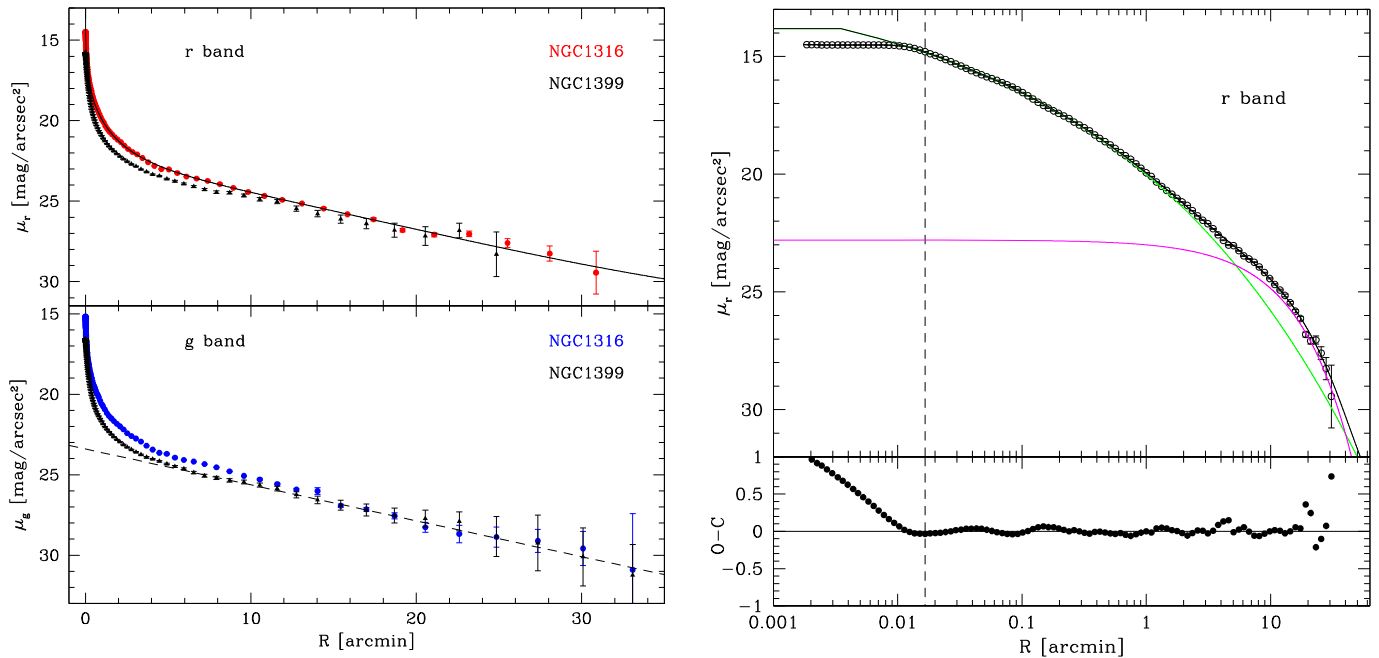 r band
NGC1316
NGC1399
μr [mag/arcsec²]
15
20
25
30
g band
NGC1316
NGC1399
μg [mag/arcsec²]
15
20
25
30
0
10
20
30
R [arcmin]
r band
μr [mag/arcsec²]
15
20
25
30
O-C
1
0.5
0
−0.5
−1
0.001
0.01
0.1
1
10
R [arcmin]